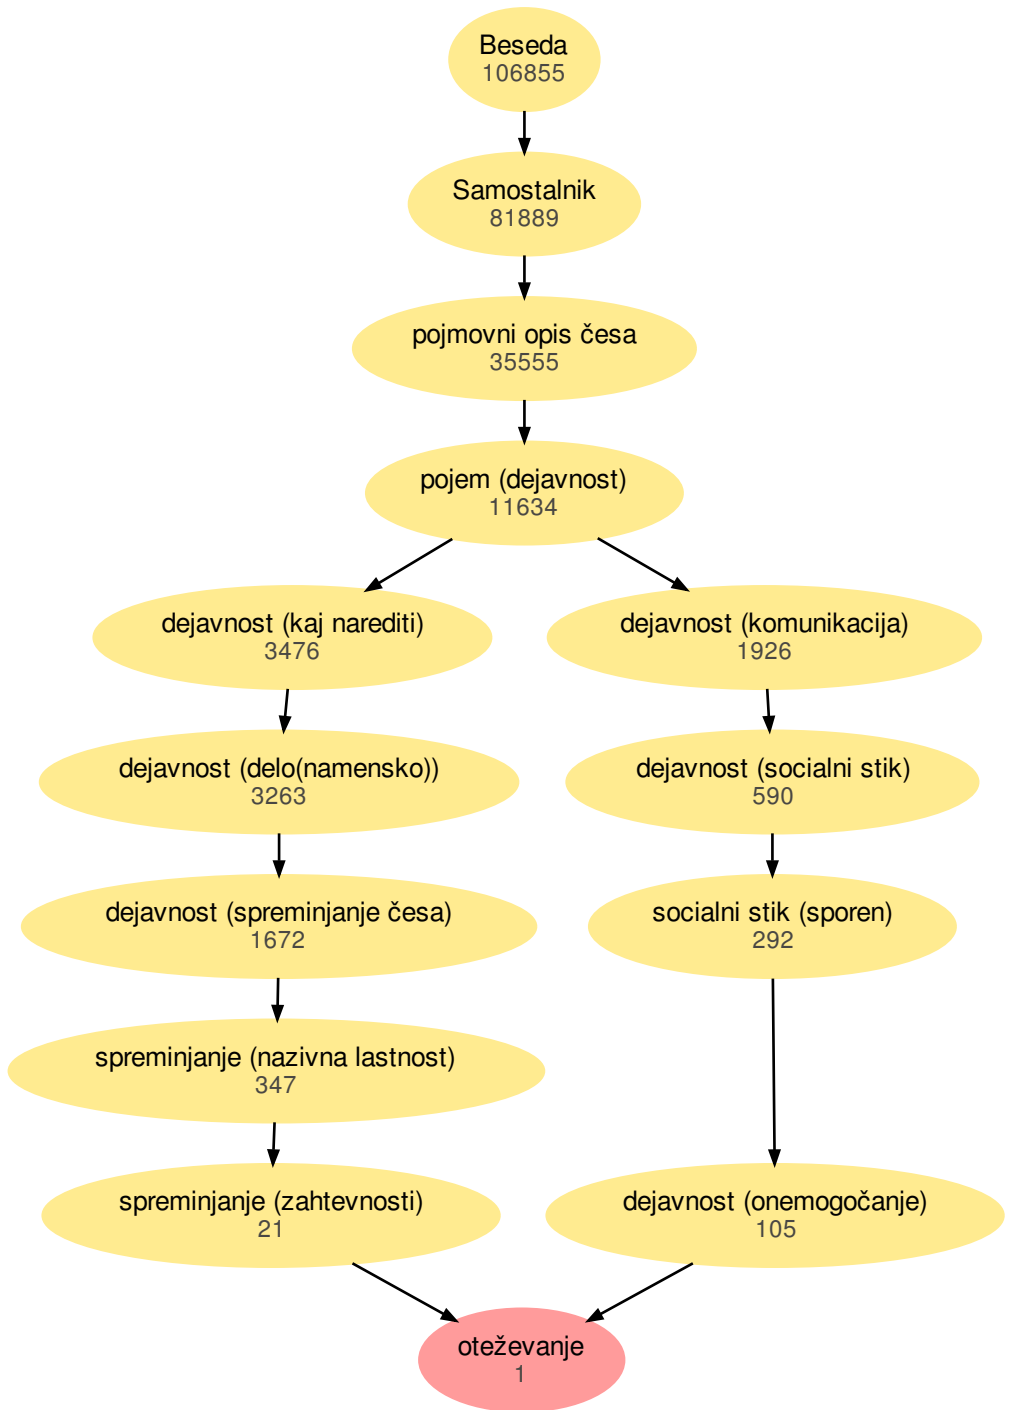 Beseda
106855
Samostalnik
81889
pojmovni opis česa
35555
pojem (dejavnost)
11634
dejavnost (kaj narediti)
3476
dejavnost (komunikacija)
1926
dejavnost (delo(namensko))
3263
dejavnost (socialni stik)
590
dejavnost (spreminjanje česa)
1672
socialni stik (sporen)
292
spreminjanje (nazivna lastnost)
347
spreminjanje (zahtevnosti)
21
dejavnost (onemogočanje)
105
oteževanje
1